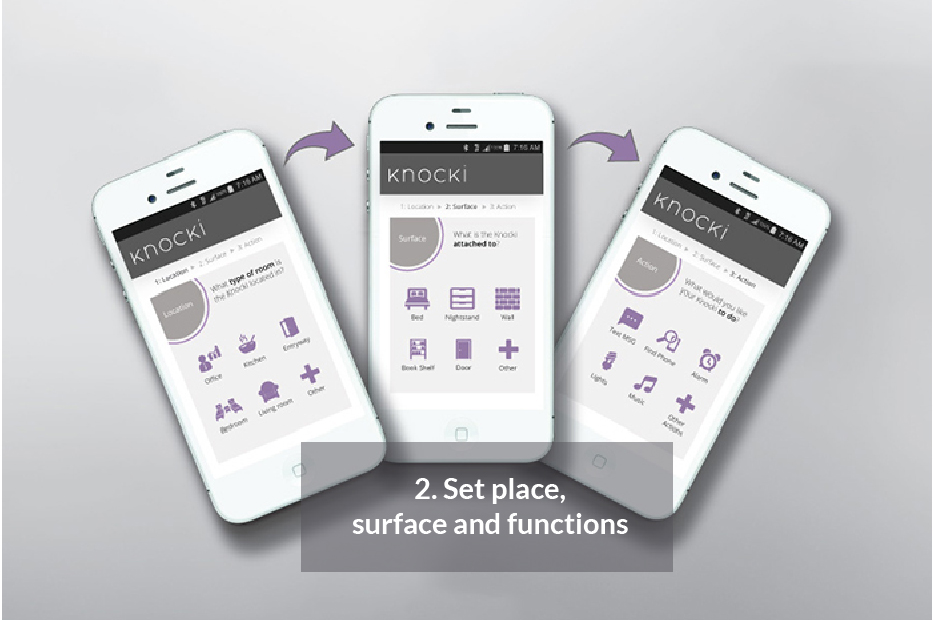 7:16 AM
KNOCKI
1: Location > 2: Surface > 3: Action
Location
What type of room is
the Knocki located in?
Office
Kitchen
Entryway
Bedroom
Living Room
Other
7:16 AM
KNOCKI
1: Location > 2: Surface > 3: Action
Surface
What is the Knocki
attached to?
Bed
Nightstand
Wall
Book Shelf
Door
Other
7:16 AM
KNOCKI
1: Location > 2: Surface > 3: Action
Action
What would you like
your Knocki to do?
Text MSG
Find Phone
Alarm
Lights
Music
Other
Actions
2. Set place,
surface and functions